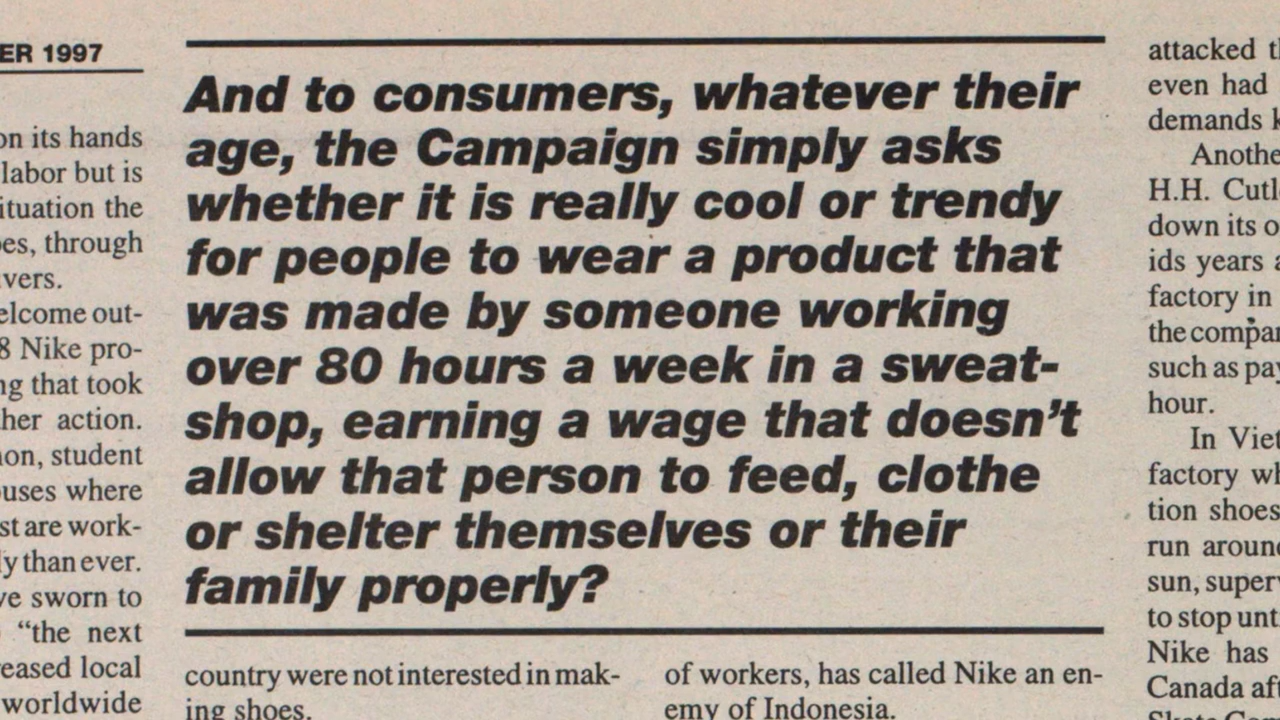 ER 1997
on its hands
labor but is
ituation the
es, through
vers.
elcome out-
8 Nike pro-
ng that took
her action.
on, student
ouses where
st are work-
ly than ever.
ve sworn to
"the next
reased local
worldwide
And to consumers, whatever their
age, the Campaign simply asks
whether it is really cool or trendy
for people to wear a product that
was made by someone working
over 80 hours a week in a sweat-
shop, earning a wage that doesn't
allow that person to feed, clothe
or shelter themselves or their
family properly?
country were not interested in mak-
ing shoes.
of workers, has called Nike an en-
emy of Indonesia.
attacked
even had
demands
Anothe
H.H. Cutl
down its
ids years
factory in
the compa
such as pay
hour.
In Viet
factory
tion shoes
run around
sun, super
to stop unt
Nike has
Canada aft